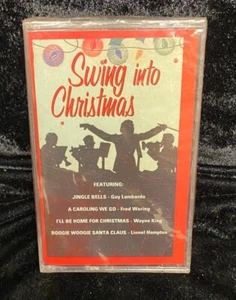 Swing into
Christmas
FEATURING:
JINGLE BELLS - Guy Lombardo
A CAROLING WE GO - Fred Waring
I'LL BE HOME FOR CHRISTMAS - Wayne King
BOOGIE WOOGIE SANTA CLAUS - Lionel Hampton